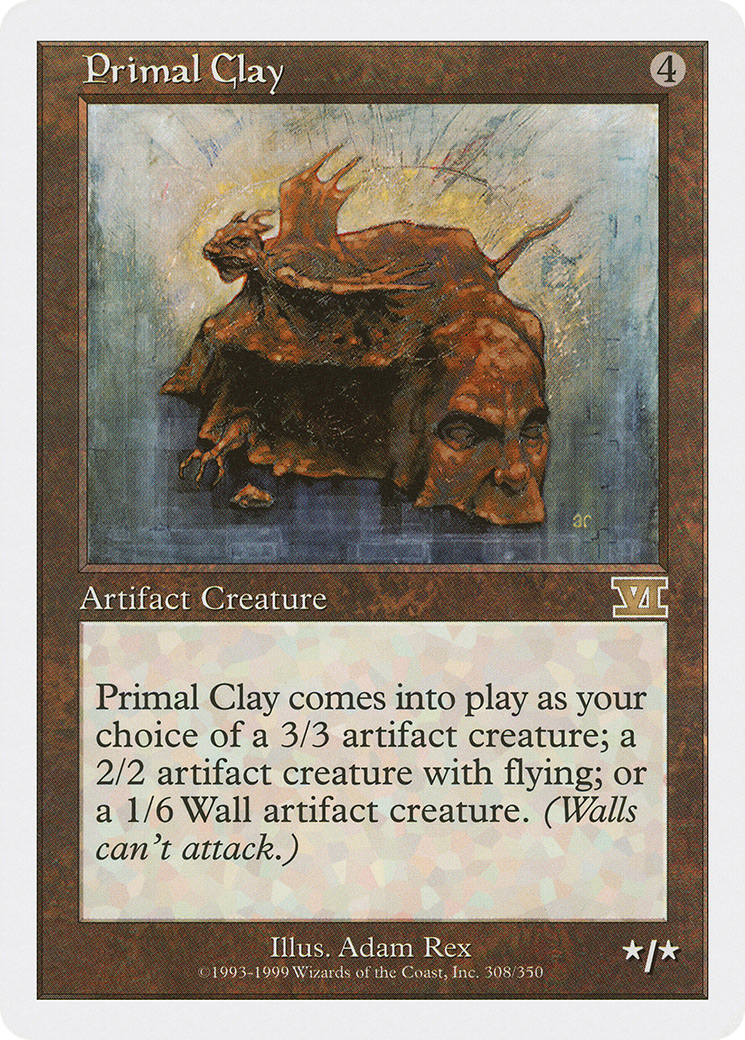 Primal Clay 4
ar
Artifact Creature VI
Primal Clay comes into play as your
choice of a 3/3 artifact creature; a
2/2 artifact creature with flying; or
a 1/6 Wall artifact creature. (Walls
can't attack.)
Illus. Adam Rex
★/★
©1993-1999 Wizards of the Coast, Inc. 308/350